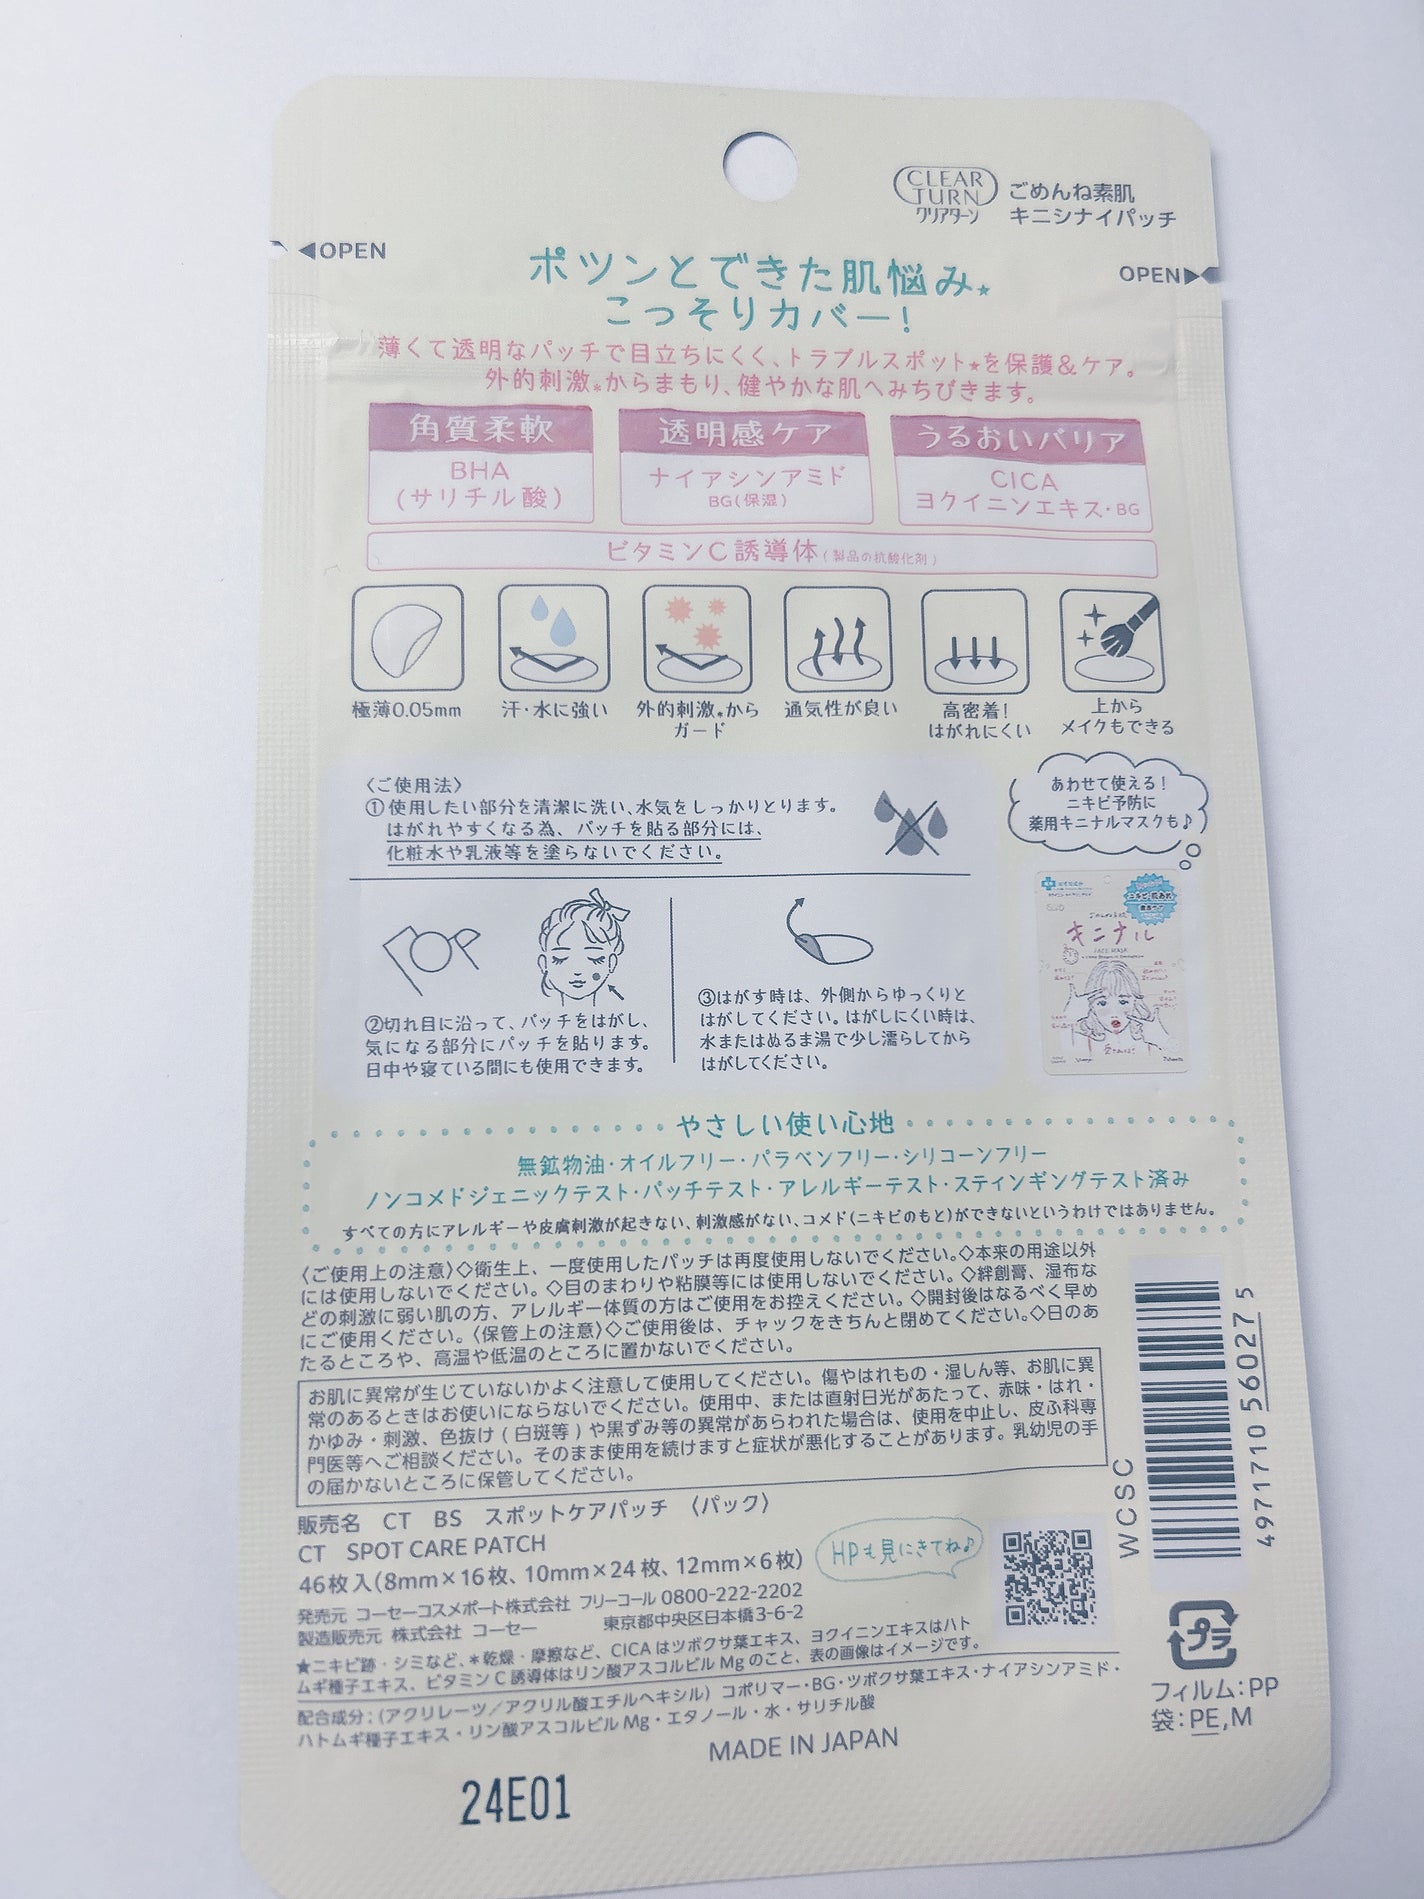 CLEAR
TURN
クリアターン
ごめんね素肌
キニシナイパッチ
◀OPEN
OPEN▶
ポツンとできた肌悩み★
こっそりカバー!
薄くて透明なパッチで目立ちにくく、トラブルスポット★を保護&ケア。
外的刺激*からまもり、健やかな肌へみちびきます。
角質柔軟
BHA
(サリチル酸)
透明感ケア
ナイアシンアミド
BG(保湿)
うるおいバリア
CICA
ヨクイニンエキス・BG
ビタミンC誘導体(製品の抗酸化剤)
極薄0.05mm
汗・水に強い
外的刺激*から
ガード
通気性が良い
高密着!
はがれにくい
上から
メイクもできる
〈ご使用法〉
①使用したい部分を清潔に洗い、水気をしっかりとります。
はがれやすくなる為、パッチを貼る部分には、
化粧水や乳液等を塗らないでください。
あわせて使える!
ニキビ予防に
薬用キニナルマスクも♪
キニナル
②切れ目に沿って、パッチをはがし、
気になる部分にパッチを貼ります。
日中や寝ている間にも使用できます。
③はがす時は、外側からゆっくりと
はがしてください。はがしにくい時は、
水またはぬるま湯で少し濡らしてから
はがしてください。
やさしい使い心地
無鉱物油・オイルフリー・パラベンフリー・シリコーンフリー
ノンコメドジェニックテスト・パッチテスト・アレルギーテスト・スティンギングテスト済み
すべての方にアレルギーや皮膚刺激が起きない、刺激感がない、コメド(ニキビのもと)ができないというわけではありません。
〈ご使用上の注意〉◇衛生上、一度使用したパッチは再度使用しないでください。◇本来の用途以外
には使用しないでください。◇目のまわりや粘膜等には使用しないでください。◇絆創膏、湿布な
どの刺激に弱い肌の方、アレルギー体質の方はご使用をお控えください。◇開封後はなるべく早め
にご使用ください。〈保管上の注意〉◇ご使用後は、チャックをきちんと閉めてください。◇日のあ
たるところや、高温や低温のところに置かないでください。
お肌に異常が生じていないかよく注意して使用してください。傷やはれもの・湿しん等、お肌に異
常のあるときはお使いにならないでください。使用中、または直射日光があたって、赤味・はれ・
かゆみ・刺激、色抜け(白斑等)や黒ずみ等の異常があらわれた場合は、使用を中止し、皮ふ科専
門医等へご相談ください。そのまま使用を続けますと症状が悪化することがあります。乳幼児の手
の届かないところに保管してください。
販売名 CT BS スポットケアパッチ 〈パック〉
CT SPOT CARE PATCH
46枚入(8mm×16枚、10mm×24枚、12mm×6枚)
発売元 コーセーコスメポート株式会社 フリーコール 0800-222-2202
製造販売元 株式会社 コーセー 東京都中央区日本橋3-6-2
HPも見にきてね♪
★ニキビ跡・シミなど、*乾燥・摩擦など、CICAはツボクサ葉エキス、ヨクイニンエキスはハト
ムギ種子エキス、ビタミンC誘導体はリン酸アスコルビルMgのこと、表の画像はイメージです。
配合成分:(アクリレーツ/アクリル酸エチルヘキシル)コポリマー・BG・ツボクサ葉エキス・ナイアシンアミド・
ハトムギ種子エキス・リン酸アスコルビルMg・エタノール・水・サリチル酸
MADE IN JAPAN
24E01
WCSC
4971710 560275
プラ
フィルム:PP
袋:PE,M